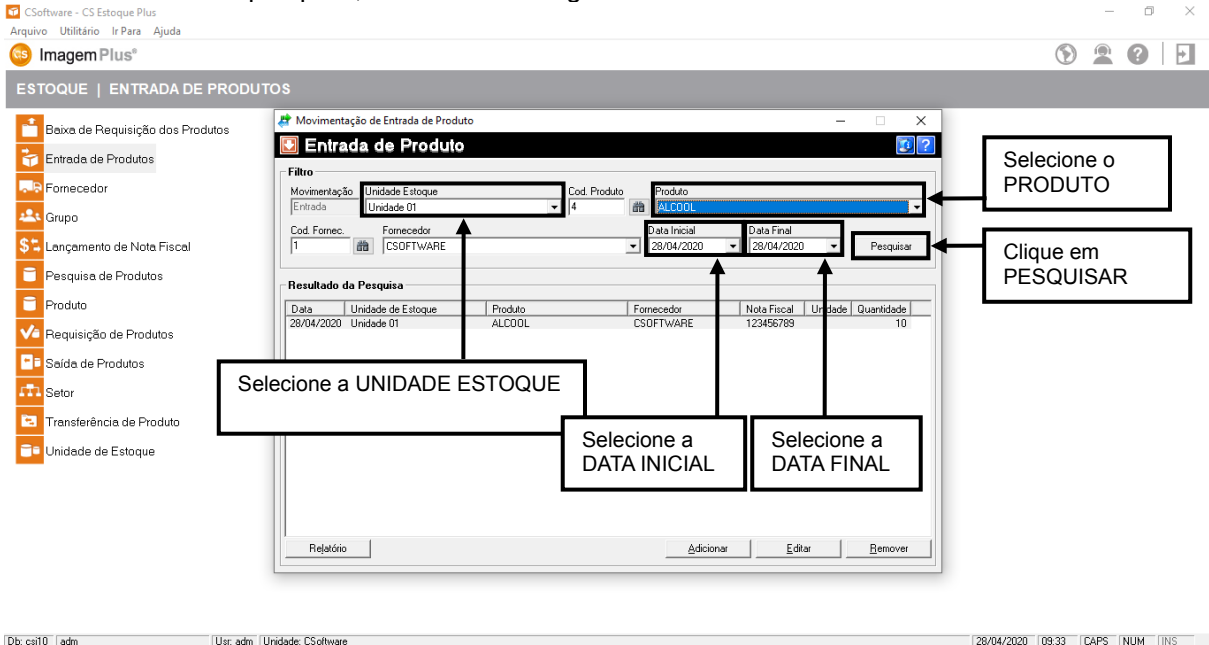 CSoftware - CS Estoque Plus
Arquivo Utilitário Ir Para Ajuda
CS ImagemPlus®
ESTOQUE | ENTRADA DE PRODUTOS
Baixa de Requisição dos Produtos
Entrada de Produtos
Fornecedor
Grupo
Lançamento de Nota Fiscal
Pesquisa de Produtos
Produto
Requisição de Produtos
Saída de Produtos
Setor
Transferência de Produto
Unidade de Estoque
Movimentação de Entrada de Produto
Entrada de Produto
Filtro
Movimentação Unidade Estoque Cod. Produto Produto
Entrada Unidade 01 4 ALCOOL
Cod. Fornec. Fornecedor Data Inicial Data Final
1 CSOFTWARE 28/04/2020 28/04/2020 Pesquisar
Resultado da Pesquisa
Data Unidade de Estoque Produto Fornecedor Nota Fiscal Unidade Quantidade
28/04/2020 Unidade 01 ALCOOL CSOFTWARE 123456789 10
Relatório Adicionar Editar Remover
Selecione o
PRODUTO
Clique em
PESQUISAR
Selecione a UNIDADE ESTOQUE
Selecione a
DATA INICIAL
Selecione a
DATA FINAL
Db: csi10 adm Usr: adm Unidade: CSoftware 28/04/2020 09:33 CAPS NUM INS